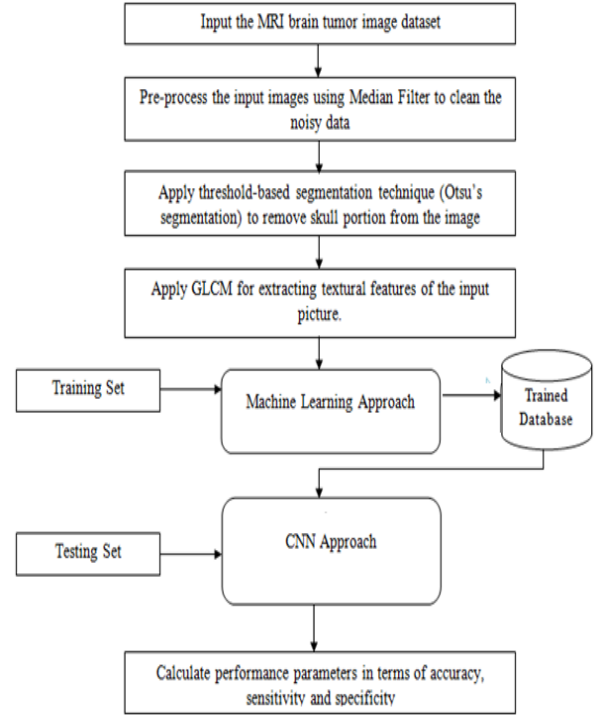 Input the MRI brain tumor image dataset
Pre-process the input images using Median Filter to clean the
noisy data
Apply threshold-based segmentation technique (Otsu's
segmentation) to remove skull portion from the image
Apply GLCM for extracting textural features of the input
picture.
Training Set
Machine Learning Approach
Trained
Database
Testing Set
CNN Approach
Calculate performance parameters in terms of accuracy,
sensitivity and specificity